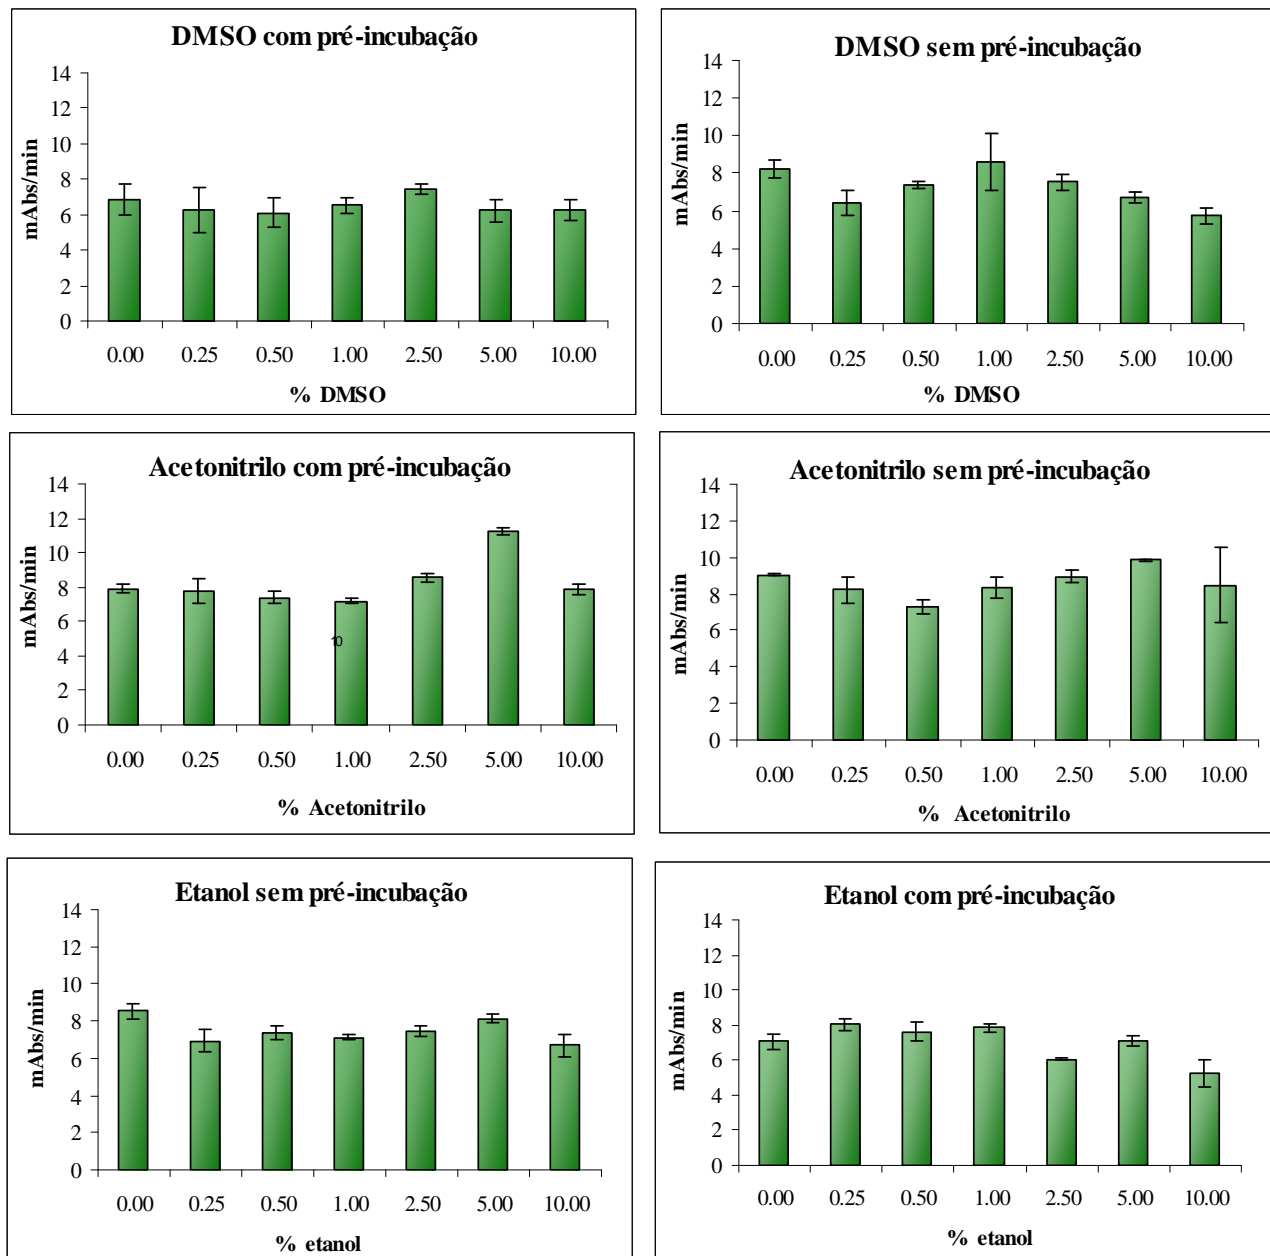 DMSO com pré-incubação
14
12
10
8
6
4
2
0
mAbs/min
0.00 0.25 0.50 1.00 2.50 5.00 10.00
% DMSO
DMSO sem pré-incubação
14
12
10
8
6
4
2
0
mAbs/min
0.00 0.25 0.50 1.00 2.50 5.00 10.00
% DMSO
Acetonitrilo com pré-incubação
14
12
10
8
6
4
2
0
mAbs/min
10
0.00 0.25 0.50 1.00 2.50 5.00 10.00
% Acetonitrilo
Acetonitrilo sem pré-incubação
14
12
10
8
6
4
2
0
mAbs/min
0.00 0.25 0.50 1.00 2.50 5.00 10.00
% Acetonitrilo
Etanol sem pré-incubação
14
12
10
8
6
4
2
0
mAbs/min
0.00 0.25 0.50 1.00 2.50 5.00 10.00
% etanol
Etanol com pré-incubação
14
12
10
8
6
4
2
0
mAbs/min
0.00 0.25 0.50 1.00 2.50 5.00 10.00
% etanol